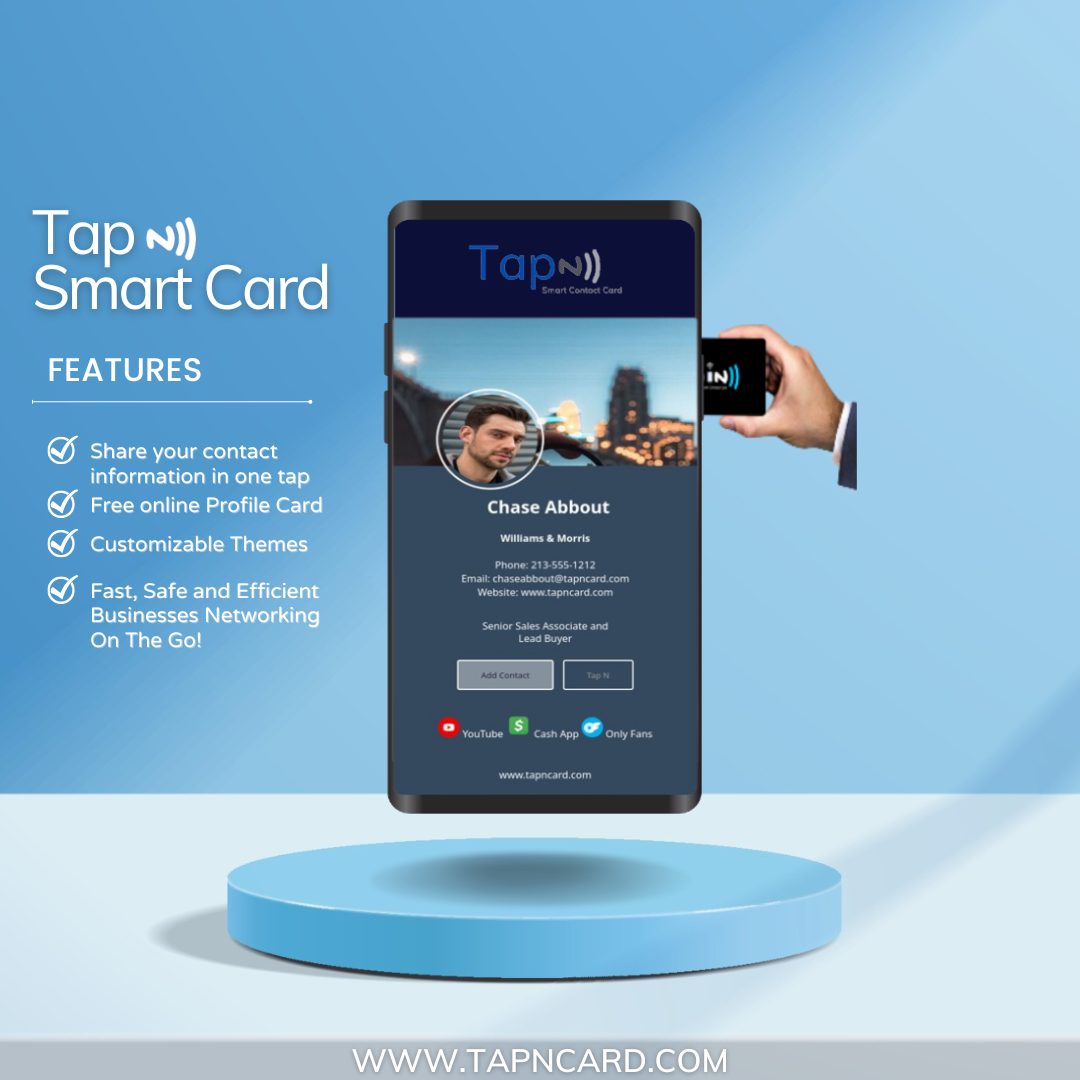 Tap N
Smart Card
FEATURES
Share your contact
information in one tap
Free online Profile Card
Customizable Themes
Fast, Safe and Efficient
Businesses Networking
On The Go!
TapN
Smart Contact Card
IN
Chase Abbout
Williams & Morris
Phone: 213-555-1212
Email: chaseabbout@tapncard.com
Website: www.tapncard.com
Senior Sales Associate and
Lead Buyer
Add Contact Tap N
YouTube $ Cash App Only Fans
www.tapncard.com
WWW.TAPNCARD.COM